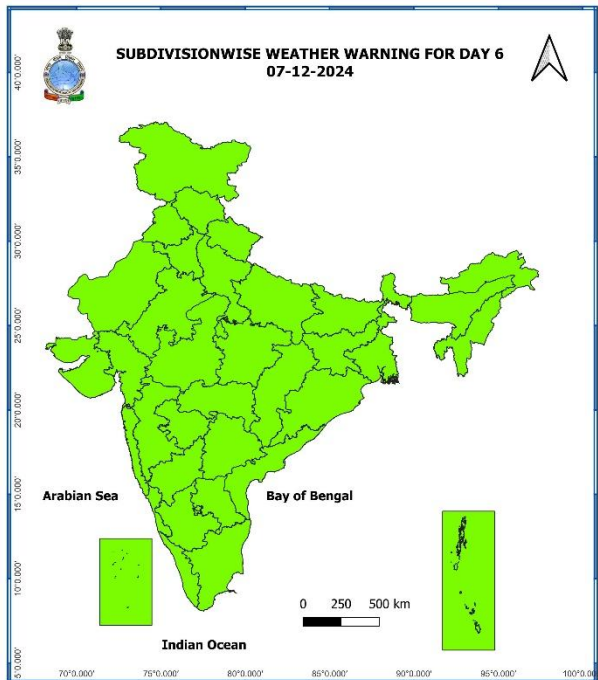 SUBDIVISIONWISE WEATHER WARNING FOR DAY 6
07-12-2024
40°0.000'
35°0.000'
30°0.000'
25°0.000'
20°0.000'
15°0.000'
10°0.000'
5°0.000'
Arabian Sea
Bay of Bengal
0 250 500 km
Indian Ocean
70°0.000' 75°0.000' 80°0.000' 85°0.000' 90°0.000' 95°0.000' 100°0.000'